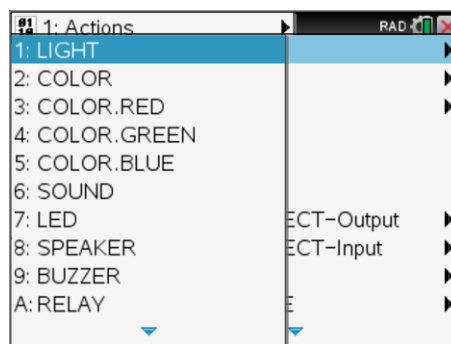 1: Actions RAD
1: LIGHT
2: COLOR
3: COLOR.RED
4: COLOR.GREEN
5: COLOR.BLUE
6: SOUND
7: LED ECT-Output
8: SPEAKER ECT-Input
9: BUZZER
A: RELAY